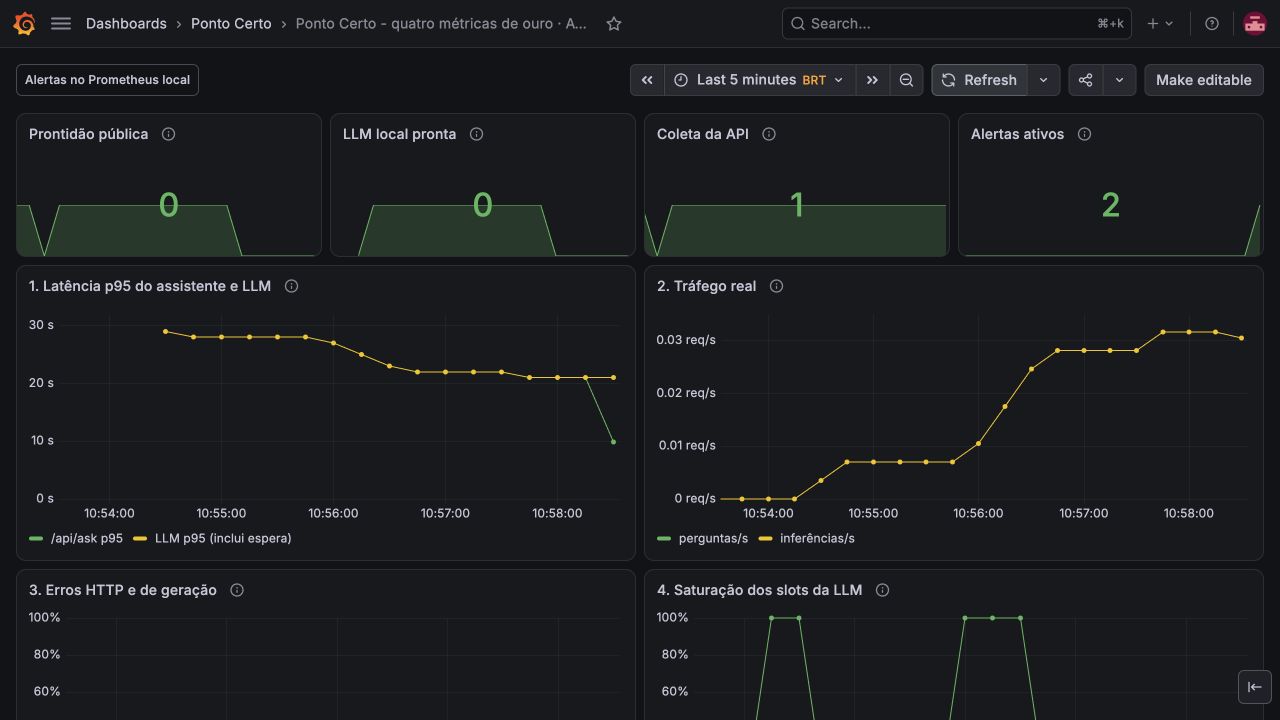 Dashboards › Ponto Certo › Ponto Certo - quatro métricas de ouro · A...
Search... ⌘+k
Alertas no Prometheus local
Last 5 minutes BRT
Refresh
Make editable
Prontidão pública
LLM local pronta
Coleta da API
Alertas ativos
0
0
1
2
1. Latência p95 do assistente e LLM
30 s
20 s
10 s
0 s
10:54:00 10:55:00 10:56:00 10:57:00 10:58:00
/api/ask p95 LLM p95 (inclui espera)
2. Tráfego real
0.03 req/s
0.02 req/s
0.01 req/s
0 req/s
10:54:00 10:55:00 10:56:00 10:57:00 10:58:00
perguntas/s inferências/s
3. Erros HTTP e de geração
100%
80%
60%
4. Saturação dos slots da LLM
100%
80%
60%